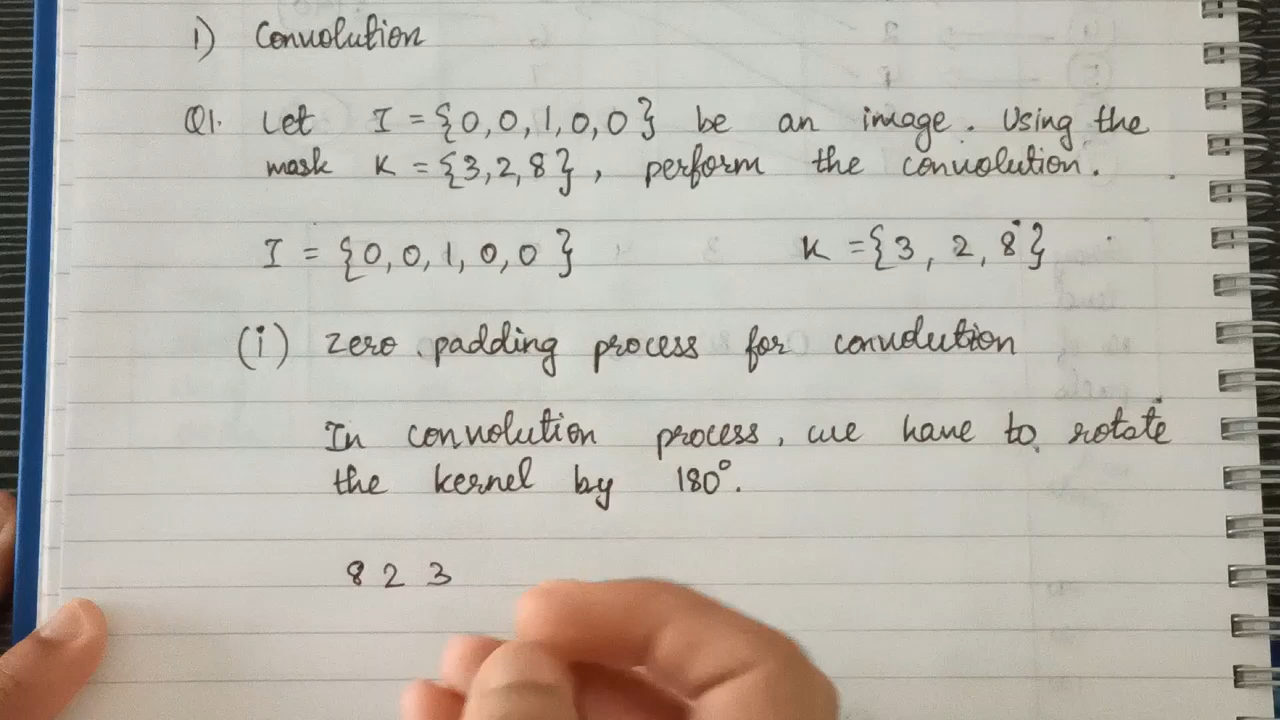 1) Convolution
Q1. Let I = {0, 0, 1, 0, 0} be an image. Using the
mask K = {3, 2, 8}, perform the convolution.
I = {0, 0, 1, 0, 0} K = {3, 2, 8}
(i) zero padding process for convolution
In convolution process, we have to rotate
the kernel by 180°.
8 2 3